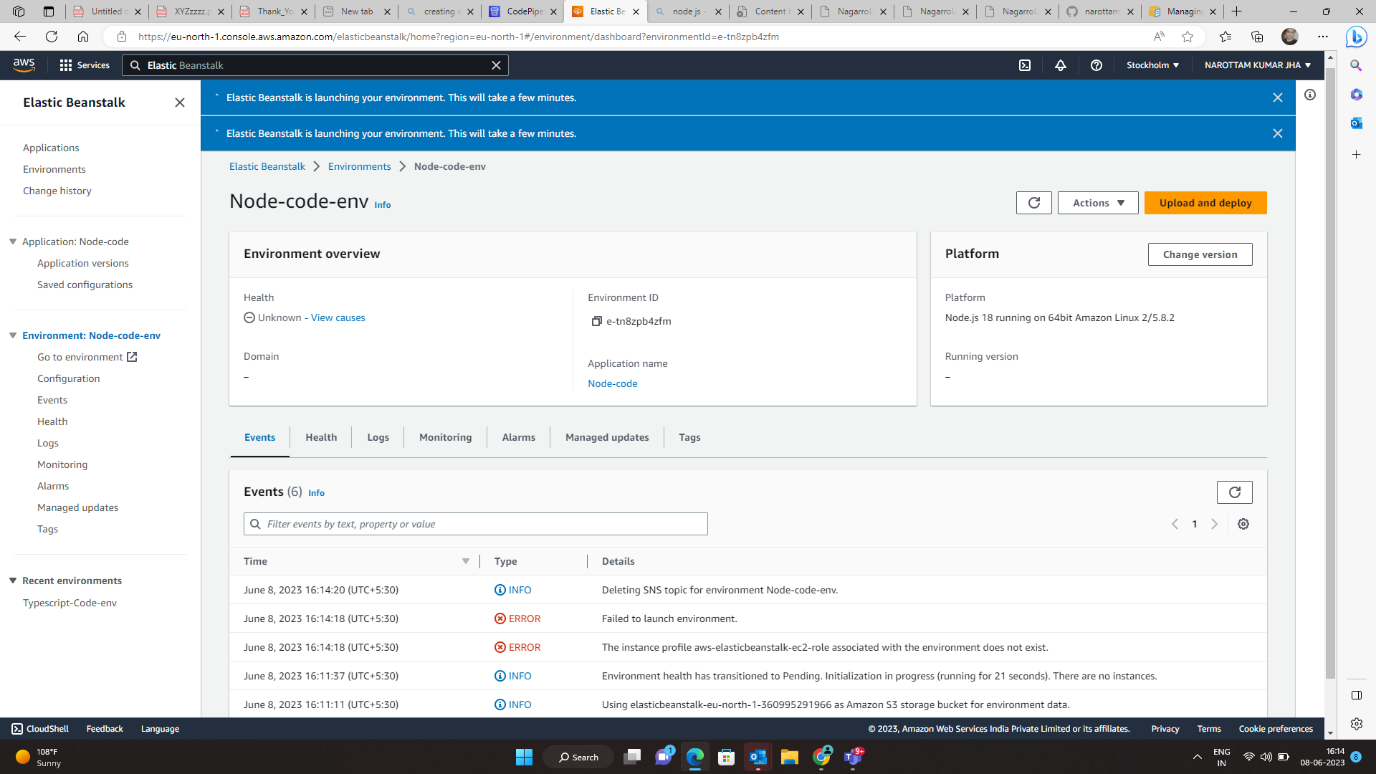 Untitled d
XYZzzz.p
Thank_Yo
New tab
creating a
CodePipe
Elastic Be
node js -
Content f
Nagarrol
Nagarrol
Nagarrol
narottam
Managin
https://eu-north-1.console.aws.amazon.com/elasticbeanstalk/home?region=eu-north-1#/environment/dashboard?environmentId=e-tn8zpb4zfm
aws
Services
Elastic Beanstalk
Stockholm
NAROTTAM KUMAR JHA
Elastic Beanstalk
Applications
Environments
Change history
Application: Node-code
Application versions
Saved configurations
Environment: Node-code-env
Go to environment
Configuration
Events
Health
Logs
Monitoring
Alarms
Managed updates
Tags
Recent environments
Typescript-Code-env
Elastic Beanstalk is launching your environment. This will take a few minutes.
Elastic Beanstalk is launching your environment. This will take a few minutes.
Elastic Beanstalk > Environments > Node-code-env
Node-code-env Info
Actions
Upload and deploy
Environment overview
Health
Unknown - View causes
Domain
–
Environment ID
e-tn8zpb4zfm
Application name
Node-code
Platform
Change version
Platform
Node.js 18 running on 64bit Amazon Linux 2/5.8.2
Running version
–
Events
Health
Logs
Monitoring
Alarms
Managed updates
Tags
Events (6) Info
Filter events by text, property or value
1
Time Type Details
June 8, 2023 16:14:20 (UTC+5:30) INFO Deleting SNS topic for environment Node-code-env.
June 8, 2023 16:14:18 (UTC+5:30) ERROR Failed to launch environment.
June 8, 2023 16:14:18 (UTC+5:30) ERROR The instance profile aws-elasticbeanstalk-ec2-role associated with the environment does not exist.
June 8, 2023 16:11:37 (UTC+5:30) INFO Environment health has transitioned to Pending. Initialization in progress (running for 21 seconds). There are no instances.
June 8, 2023 16:11:11 (UTC+5:30) INFO Using elasticbeanstalk-eu-north-1-360995291966 as Amazon S3 storage bucket for environment data.
CloudShell
Feedback
Language
© 2023, Amazon Web Services India Private Limited or its affiliates.
Privacy
Terms
Cookie preferences
108°F
Sunny
Search
1
9+
ENG
IN
16:14
08-06-2023
8